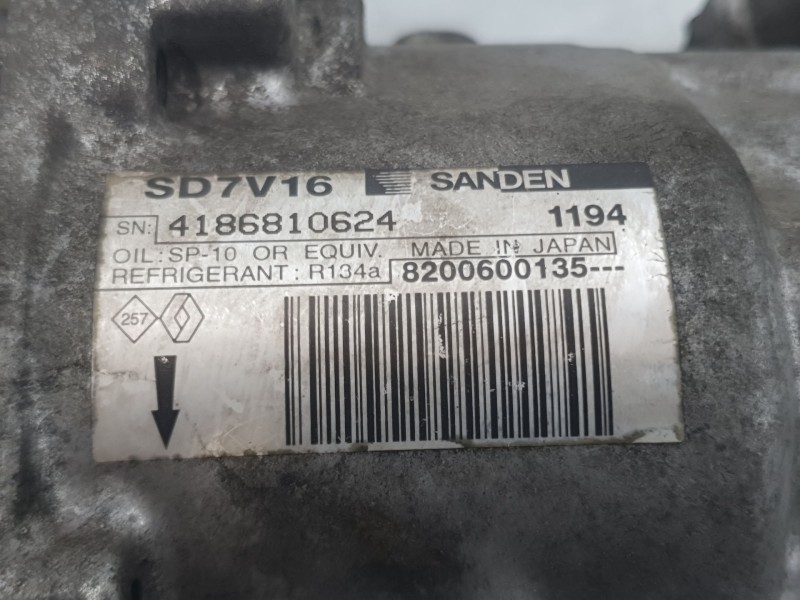 SD7V16 SANDEN
SN: 4186810624 1194
OIL: SP-10 OR EQUIV. MADE IN JAPAN
REFRIGERANT: R134a 8200600135---
257